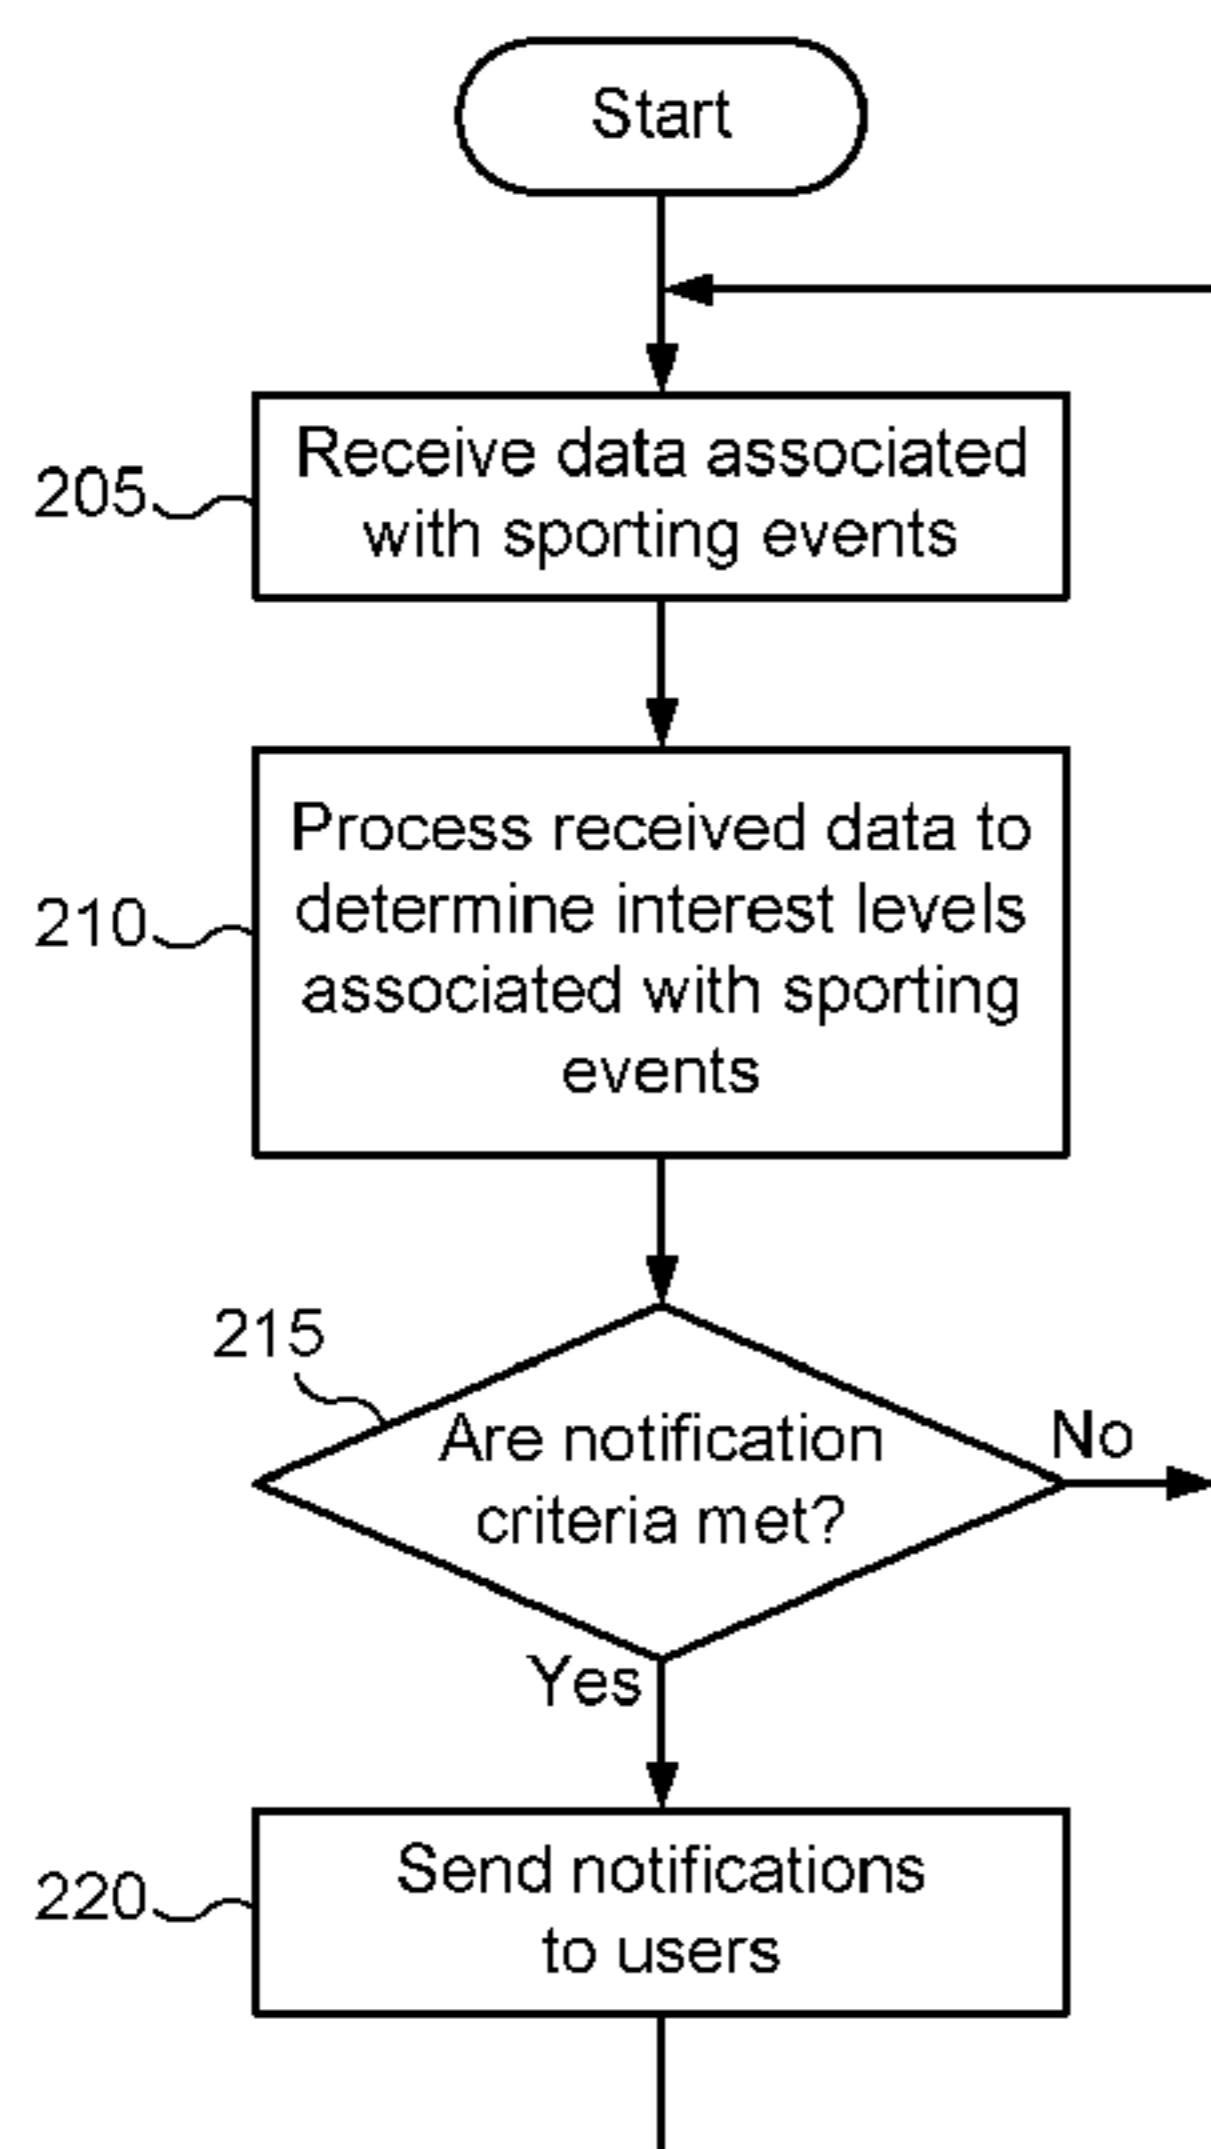 Start
205
Receive data associated
with sporting events
210
Process received data to
determine interest levels
associated with sporting
events
215
Are notification
criteria met?
No
Yes
220
Send notifications
to users